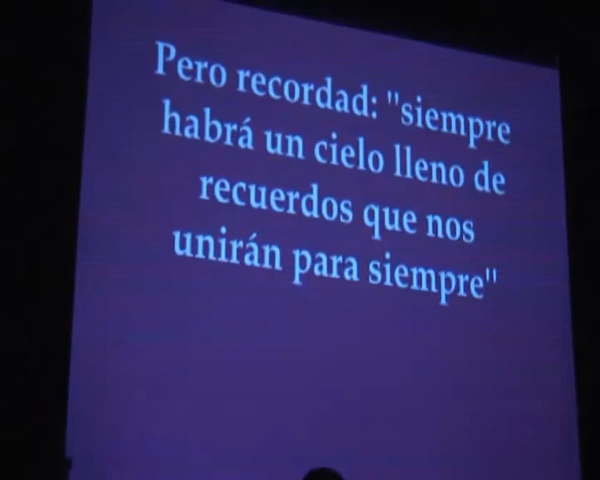 Pero recordad: "siempre
habrá un cielo lleno de
recuerdos que nos
unirán para siempre"